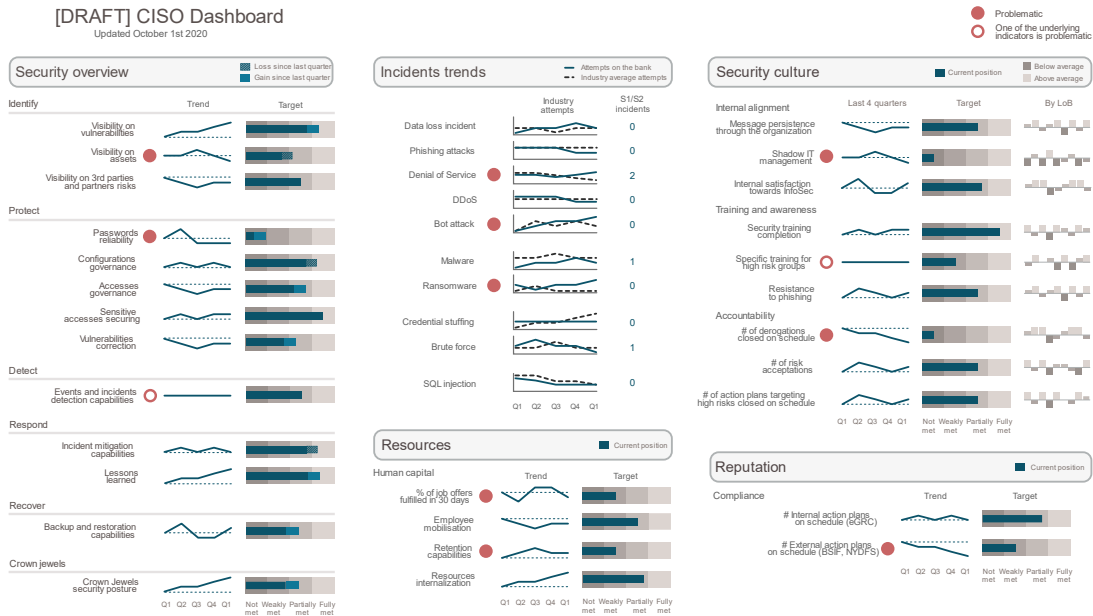 [DRAFT] CISO Dashboard
Updated October 1st 2020
Problematic
One of the underlying
indicators is problematic
Security overview
Loss since last quarter
Gain since last quarter
Identify
Trend
Target
Visibility on
vulnerabilities
Visibility on
assets
Visibility on 3rd parties
and partners risks
Protect
Passwords
reliability
Configurations
governance
Accesses
governance
Sensitive
accesses securing
Vulnerabilities
correction
Detect
Events and incidents
detection capabilities
Respond
Incident mitigation
capabilities
Lessons
learned
Recover
Backup and restoration
capabilities
Crown jewels
Crown Jewels
security posture
Q1 Q2 Q3 Q4 Q1
Not Weakly Partially Fully
met met met met
Incidents trends
Attempts on the bank
Industry average attempts
Industry
attempts
S1/S2
incidents
Data loss incident 0
Phishing attacks 0
Denial of Service 2
DDoS 0
Bot attack 0
Malware 1
Ransomware 0
Credential stuffing 0
Brute force 1
SQL injection 0
Q1 Q2 Q3 Q4 Q1
Resources
Current position
Human capital
Trend
Target
% of job offers
fulfilled in 30 days
Employee
mobilisation
Retention
capabilities
Resources
internalization
Q1 Q2 Q3 Q4 Q1
Not Weakly Partially Fully
met met met met
Security culture
Current position
Below average
Above average
Internal alignment
Last 4 quarters
Target
By LoB
Message persistence
through the organization
Shadow IT
management
Internal satisfaction
towards InfoSec
Training and awareness
Security training
completion
Specific training for
high risk groups
Resistance
to phishing
Accountability
# of derogations
closed on schedule
# of risk
acceptations
# of action plans targeting
high risks closed on schedule
Q1 Q2 Q3 Q4 Q1
Not Weakly Partially Fully
met met met met
Reputation
Current position
Compliance
Trend
Target
# Internal action plans
on schedule (eGRC)
# External action plans
on schedule (BSIF, NYDFS)
Q1 Q2 Q3 Q4 Q1
Not Weakly Partially Fully
met met met met